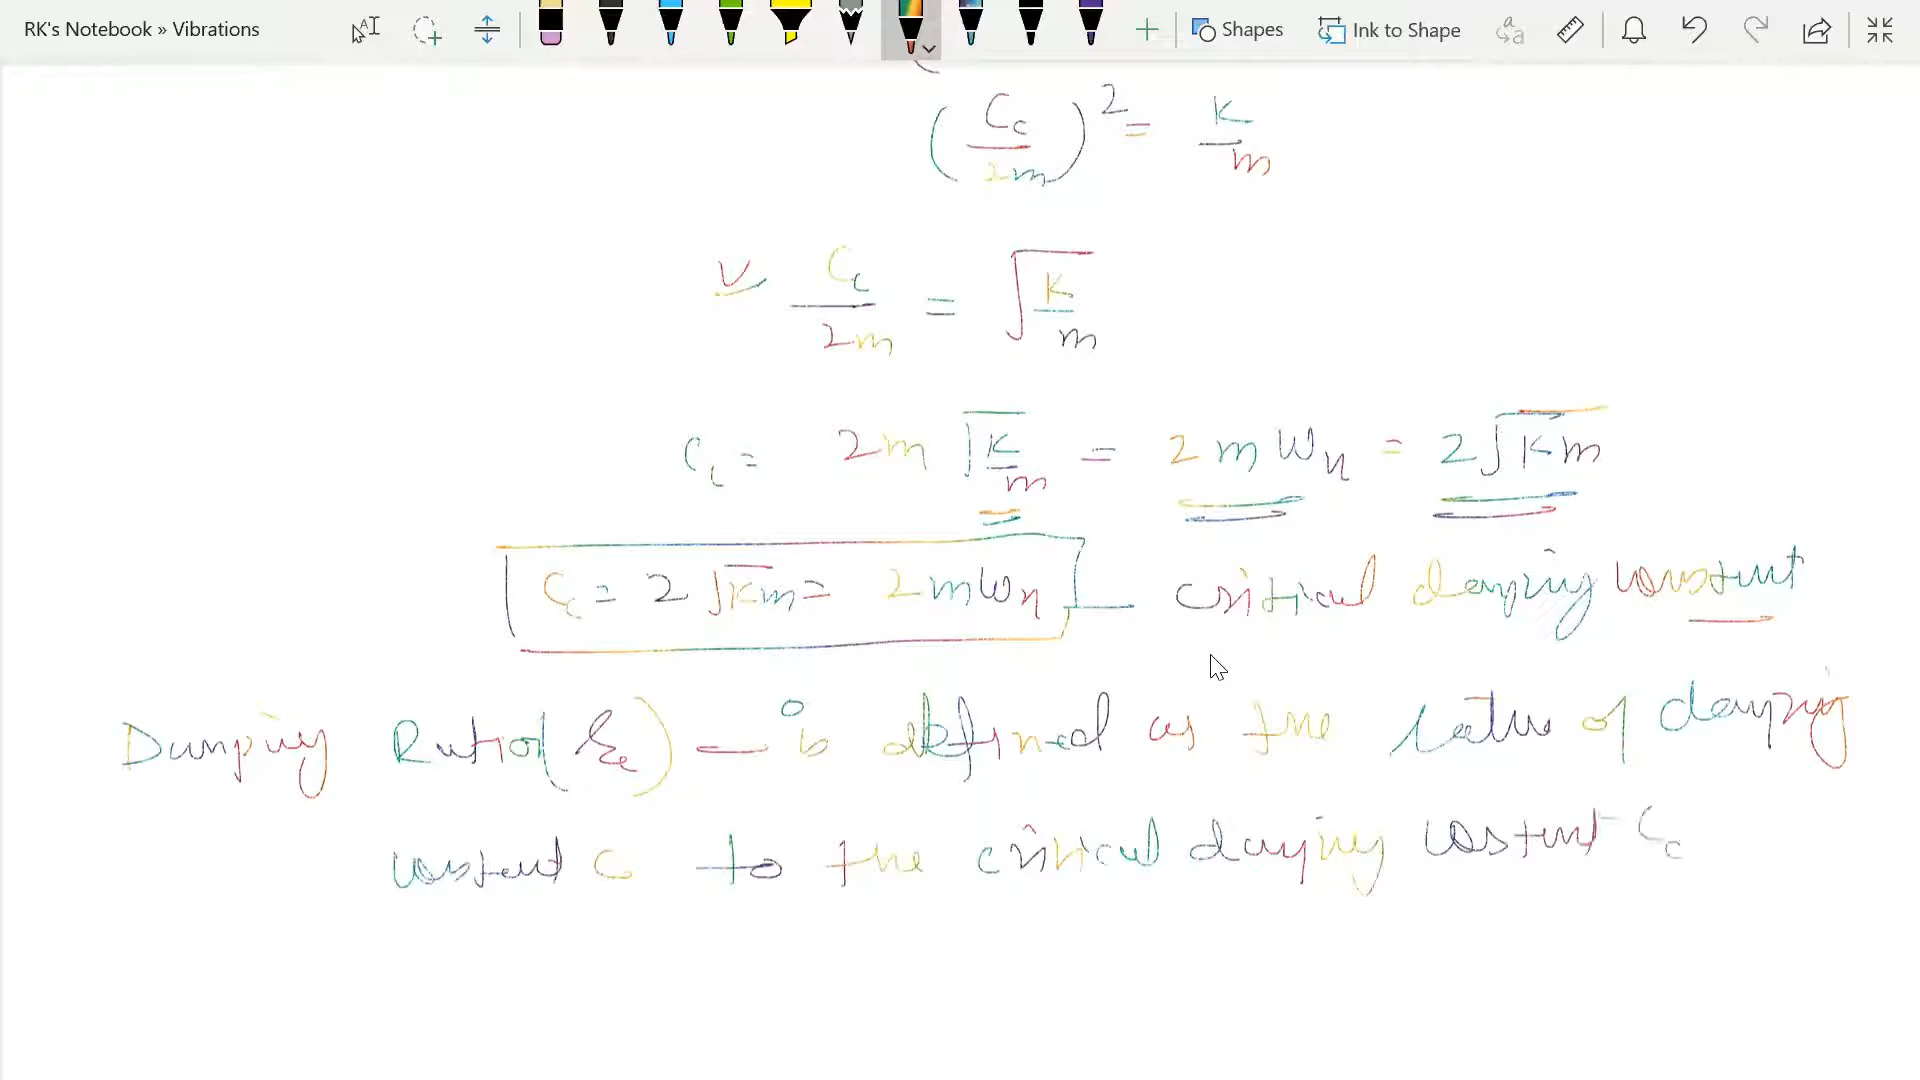 RK's Notebook » Vibrations Shapes Ink to Shape
(Cc/2m)² = K/m
Cc/2m = √(K/m)
Cc = 2m √(K/m) = 2mωn = 2√Km
Cc = 2√Km = 2mωn — critical damping constant
Damping Ratio(ξ) — is defined as the ratio of damping
constant C to the critical damping constant Cc